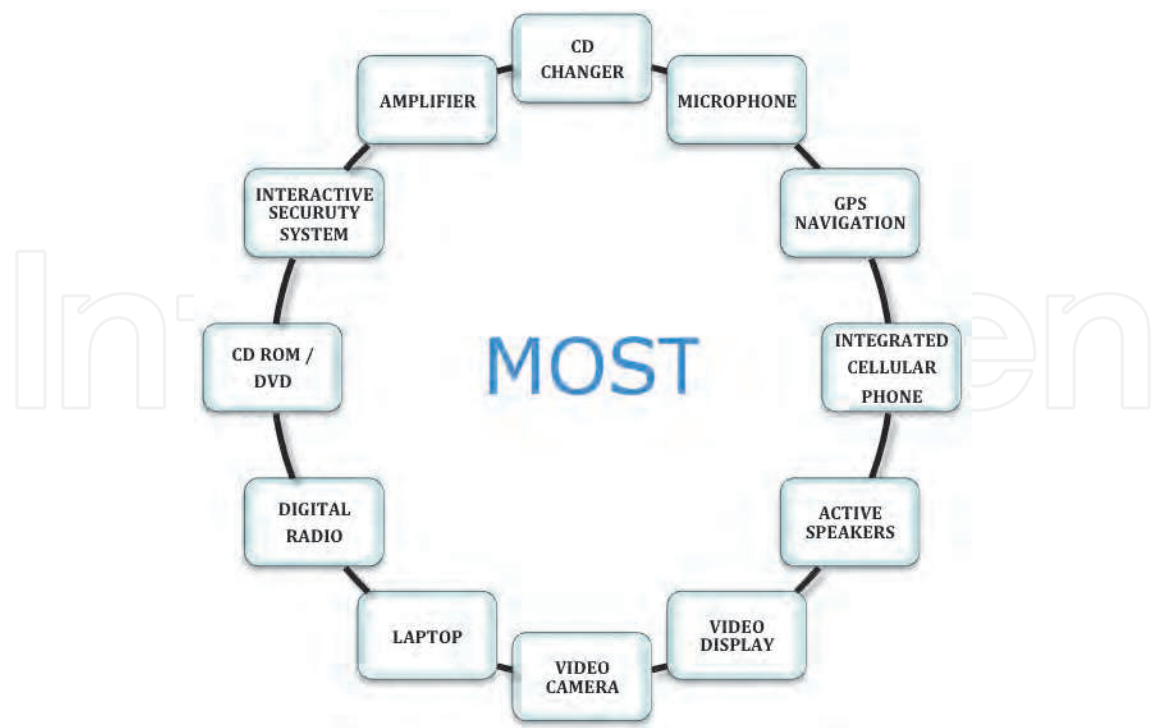 CD
CHANGER
AMPLIFIER
MICROPHONE
INTERACTIVE
SECURUTY
SYSTEM
GPS
NAVIGATION
CD ROM /
DVD
MOST
INTEGRATED
CELLULAR
PHONE
DIGITAL
RADIO
ACTIVE
SPEAKERS
LAPTOP
VIDEO
DISPLAY
VIDEO
CAMERA